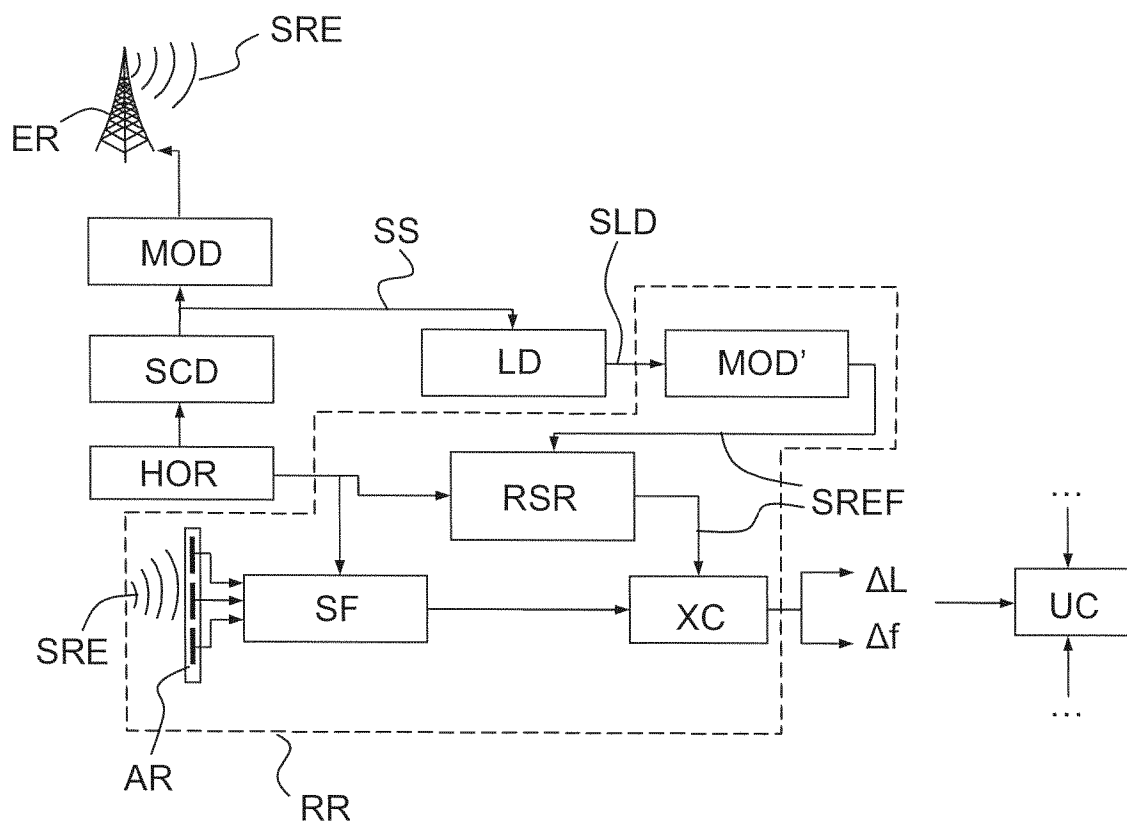 SRE
ER
MOD
SS
SLD
SCD
LD
MOD’
HOR
RSR
SREF
...
SRE
SF
XC
ΔL
Δf
UC
...
AR
RR